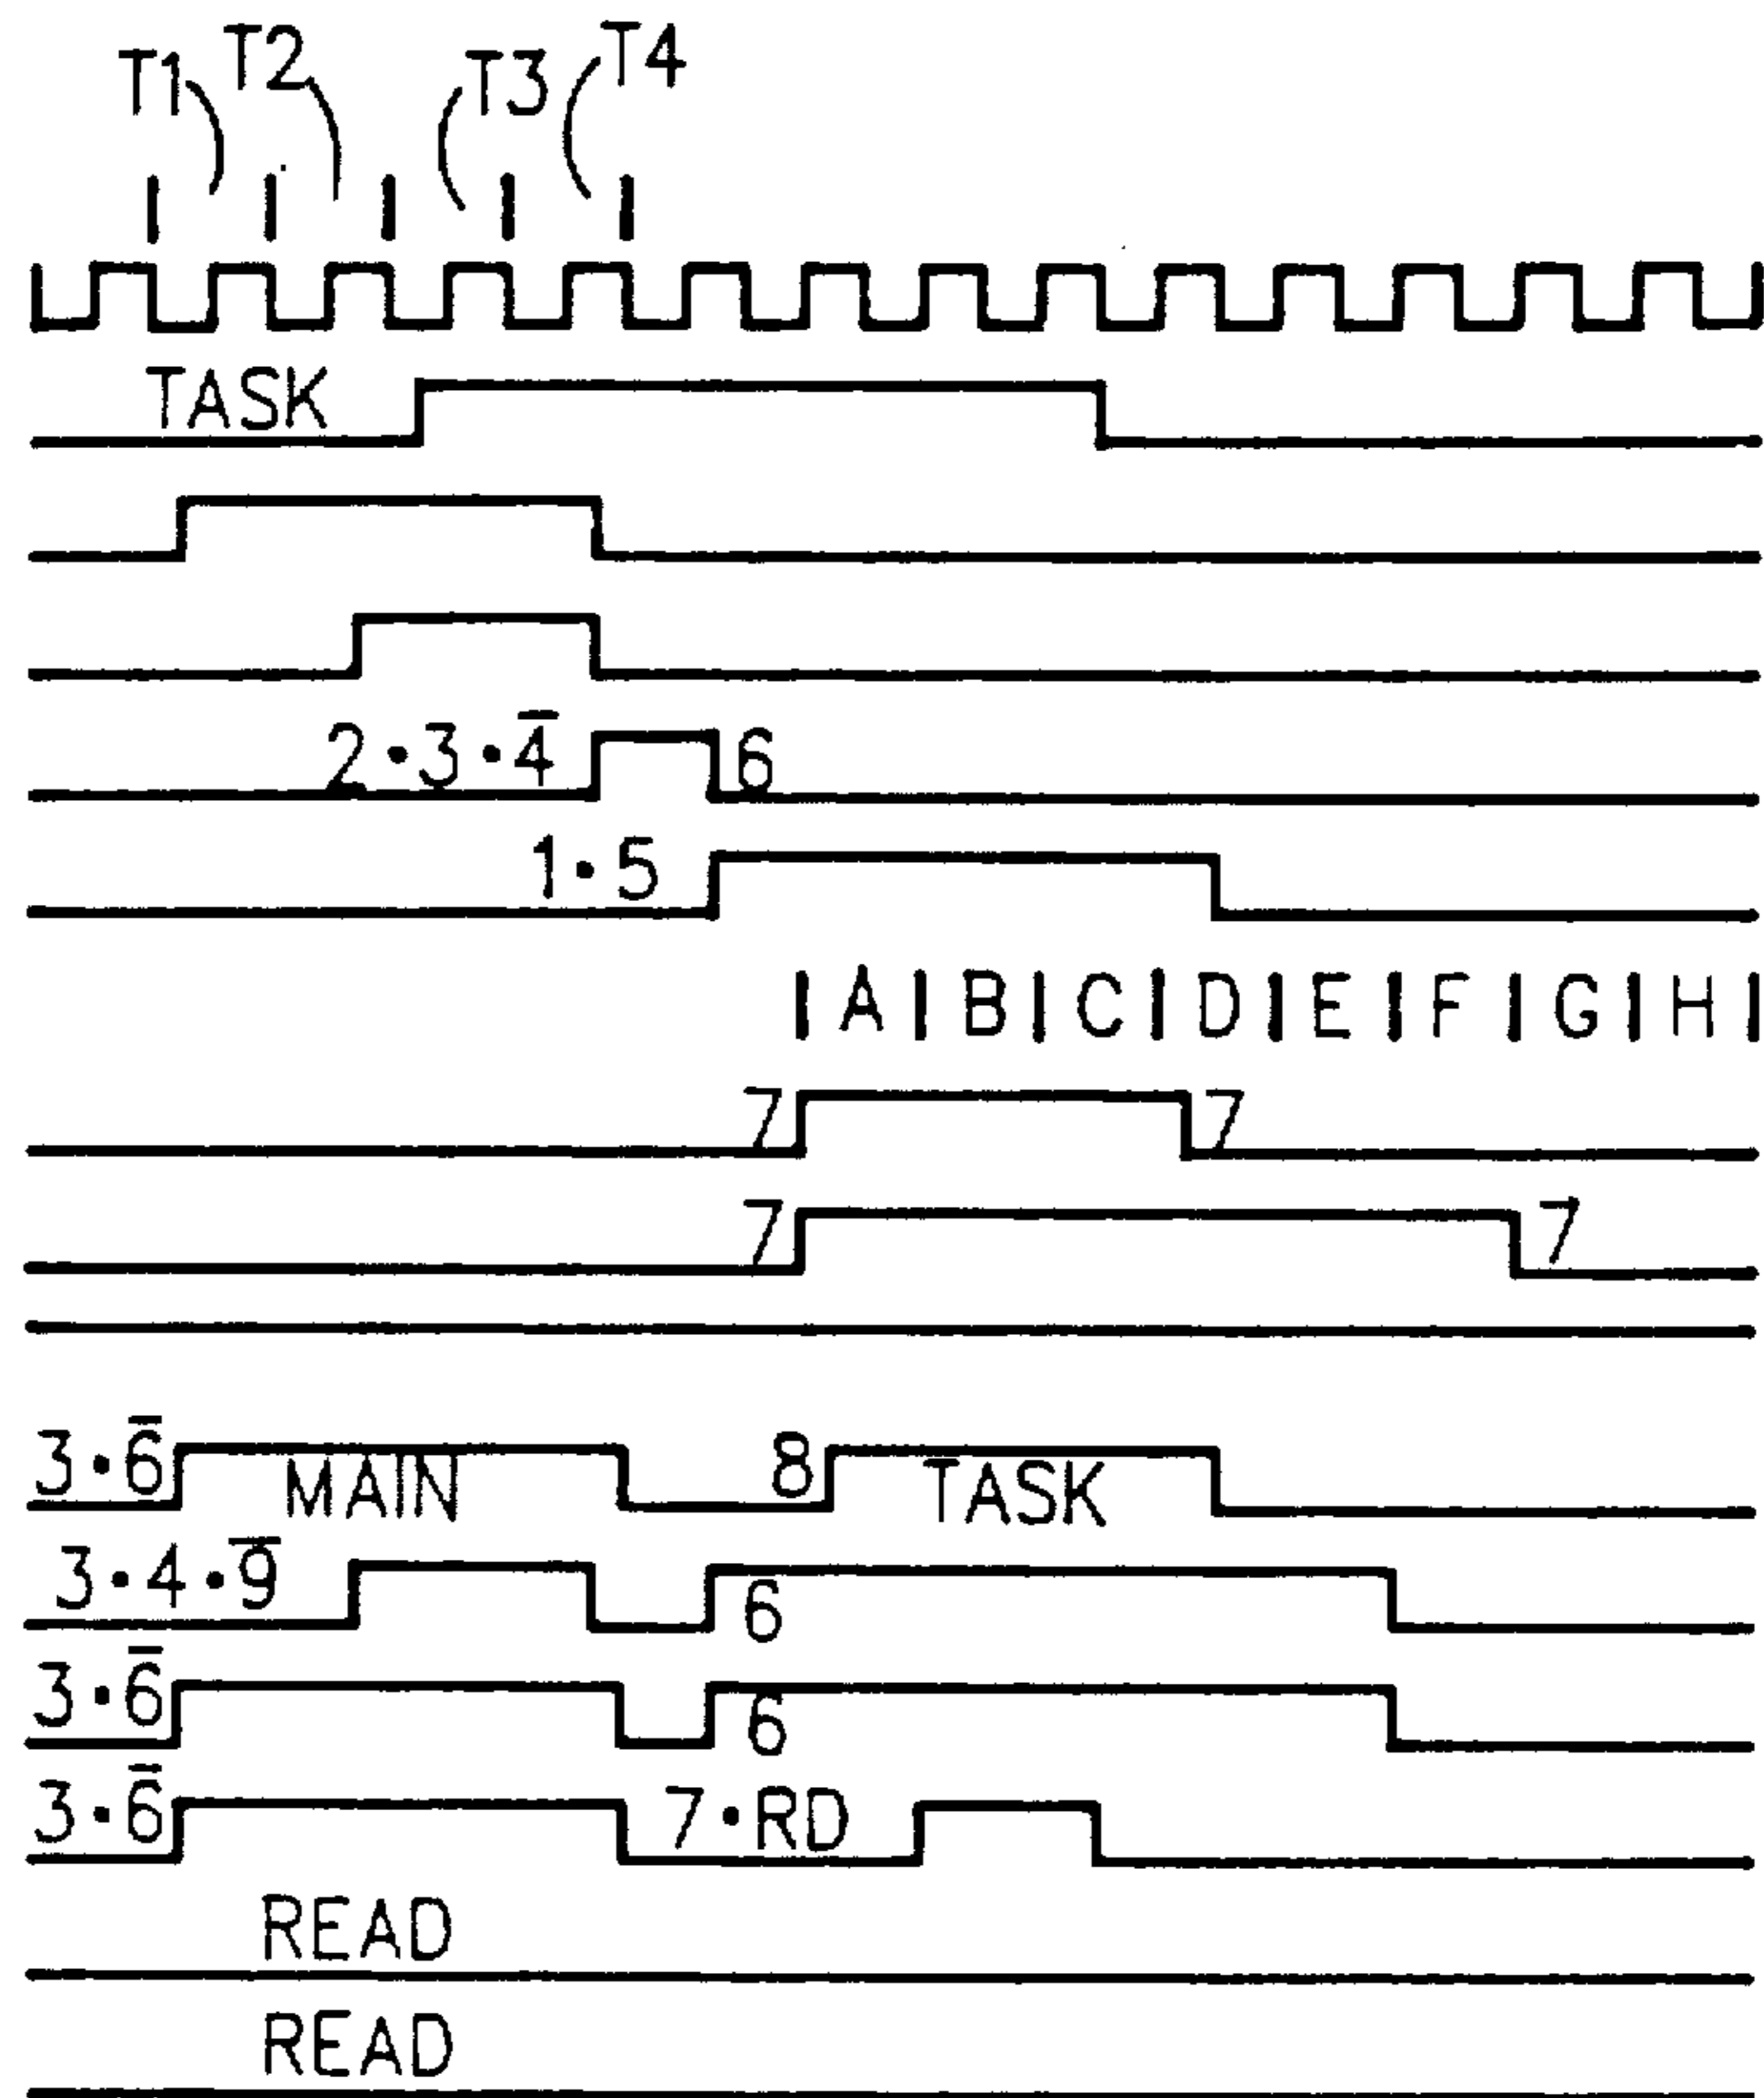 T1 T2 T3 T4
TASK
2·3·4̅ 6
1·5
A B C D E F G H
7 7
7 7
3·6̅ MAIN 8 TASK
3·4·9̅ 6
3·6̅ 6
3·6̅ 7·RD
READ
READ